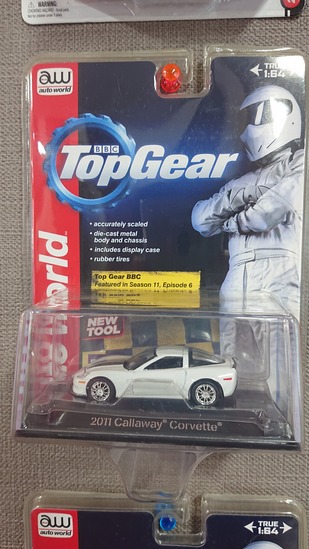 WARNING:
aw
auto world
TRUE
1:64
BBC
TopGear
• accurately scaled
• die-cast metal
body and chassis
• includes display case
• rubber tires
Top Gear BBC
Featured in Season 11, Episode 6
NEW
TOOL
2011 Callaway® Corvette®
aw
auto world
TRUE
1:64